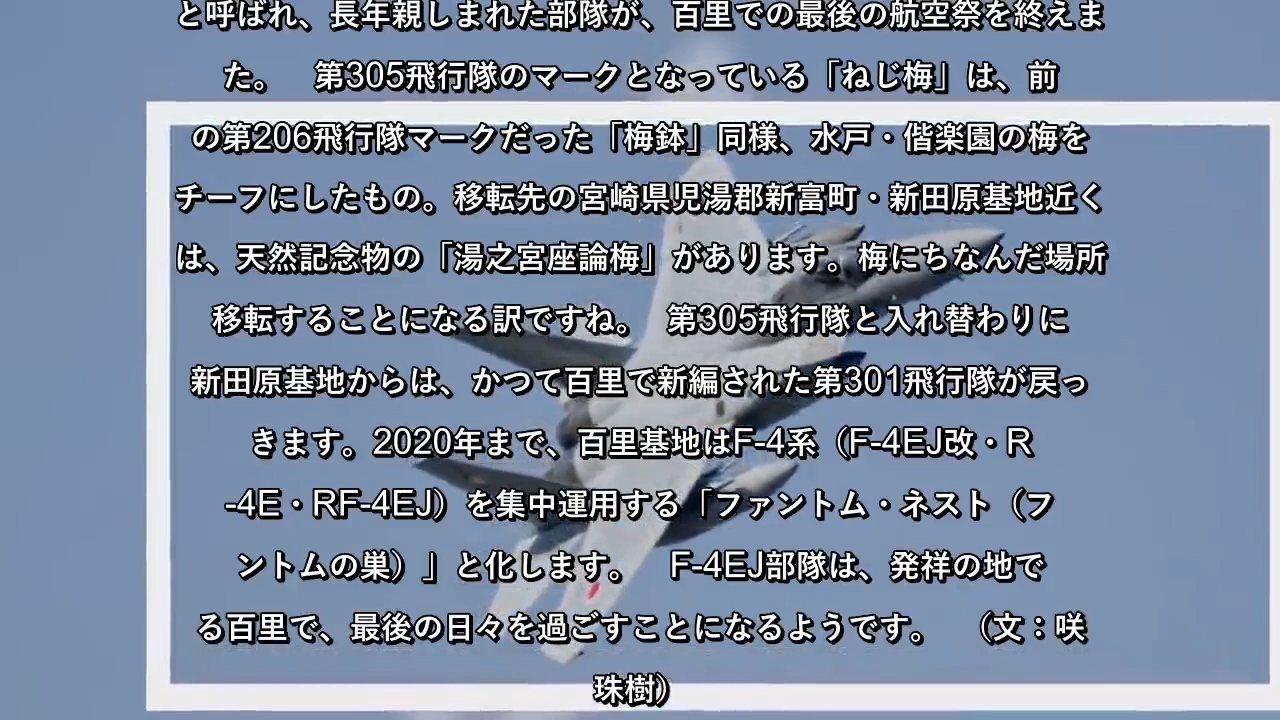 と呼ばれ、長年親しまれた部隊が、百里での最後の航空祭を終えま
た。　第305飛行隊のマークとなっている「ねじ梅」は、前
の第206飛行隊マークだった「梅鉢」同様、水戸・偕楽園の梅を
チーフにしたもの。移転先の宮崎県児湯郡新富町・新田原基地近く
は、天然記念物の「湯之宮座論梅」があります。梅にちなんだ場所
移転することになる訳ですね。　第305飛行隊と入れ替わりに
新田原基地からは、かつて百里で新編された第301飛行隊が戻っ
きます。2020年まで、百里基地はF-4系（F-4EJ改・R
-4E・RF-4EJ）を集中運用する「ファントム・ネスト（フ
ントムの巣）」と化します。　F-4EJ部隊は、発祥の地で
る百里で、最後の日々を過ごすことになるようです。　（文：咲
珠樹）